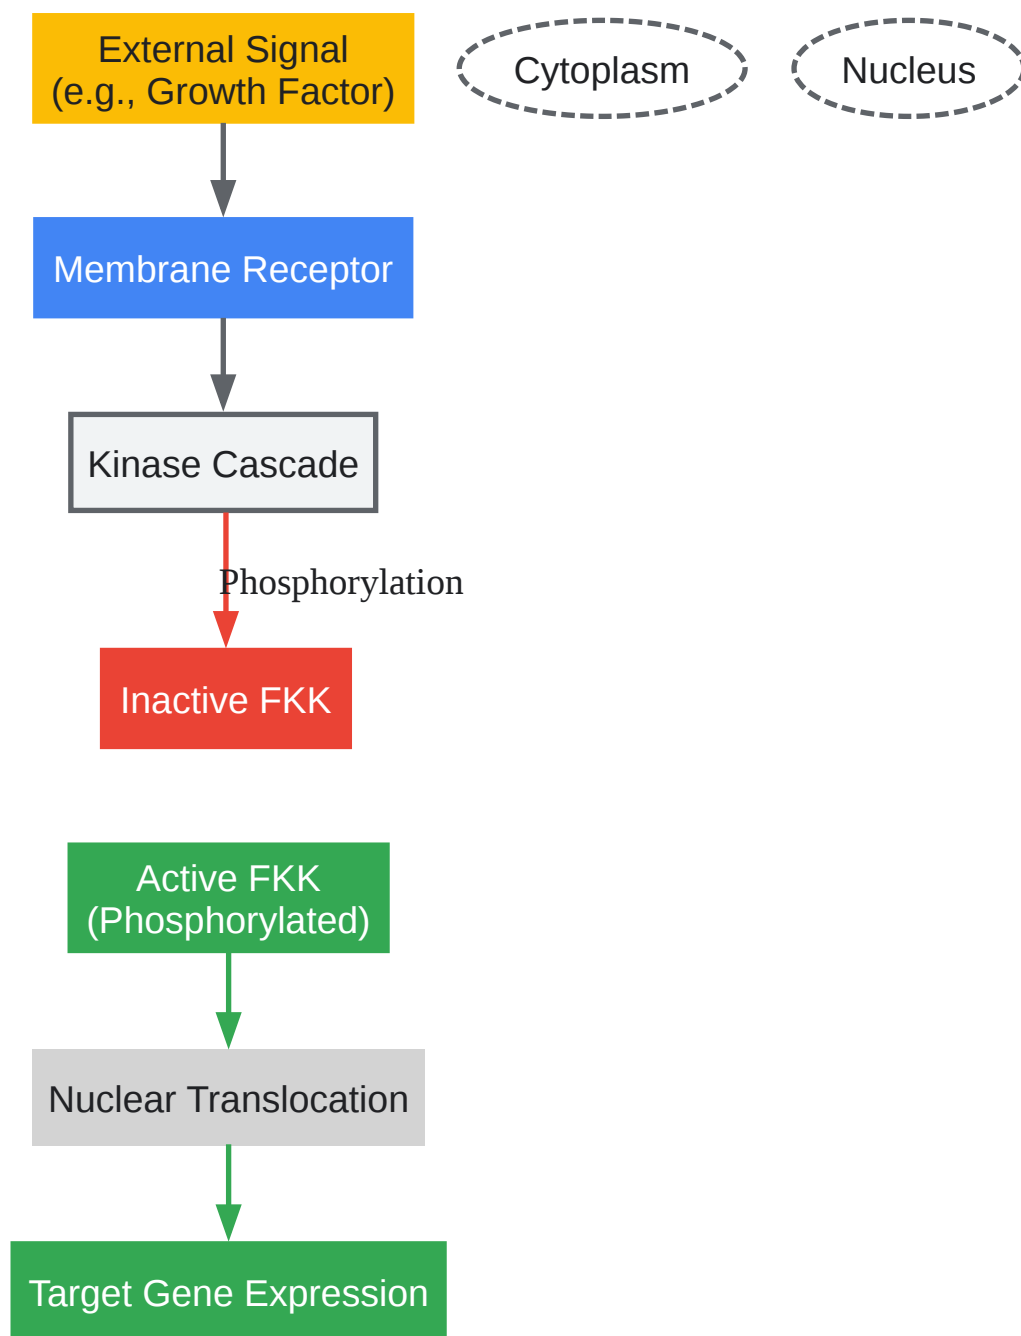 External Signal
(e.g., Growth Factor)
Cytoplasm
Nucleus
Membrane Receptor
Kinase Cascade
Phosphorylation
Inactive FKK
Active FKK
(Phosphorylated)
Nuclear Translocation
Target Gene Expression